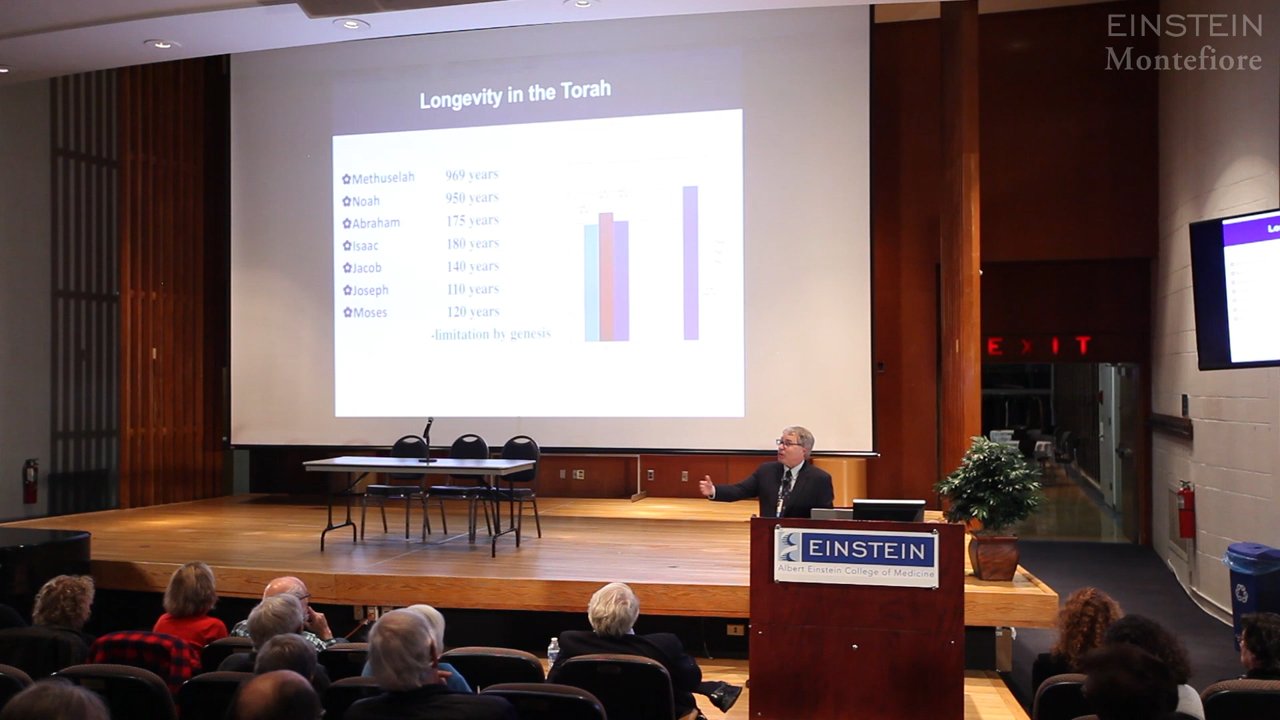 EINSTEIN
Montefiore
Longevity in the Torah
Methuselah 969 years
Noah 950 years
Abraham 175 years
Isaac 180 years
Jacob 140 years
Joseph 110 years
Moses 120 years
-limitation by genesis
EXIT
EINSTEIN
Albert Einstein College of Medicine